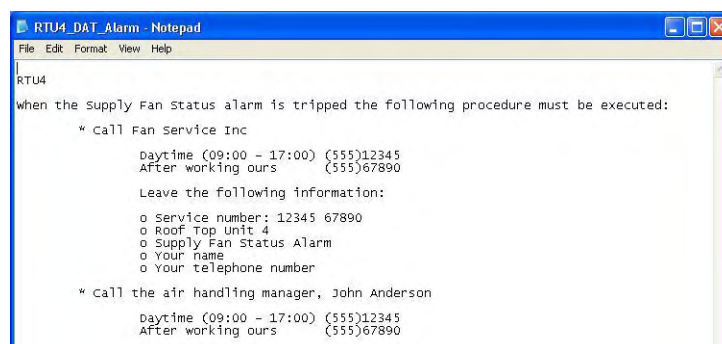 RTU4_DAT_Alarm - Notepad
File Edit Format View Help
RTU4
When the Supply Fan Status alarm is tripped the following procedure must be executed:
* Call Fan Service Inc
Daytime (09:00 - 17:00) (555)12345
After working ours (555)67890
Leave the following information:
o Service number: 12345 67890
o Roof Top Unit 4
o Supply Fan Status Alarm
o Your name
o Your telephone number
* Call the air handling manager, John Anderson
Daytime (09:00 - 17:00) (555)12345
After working ours (555)67890